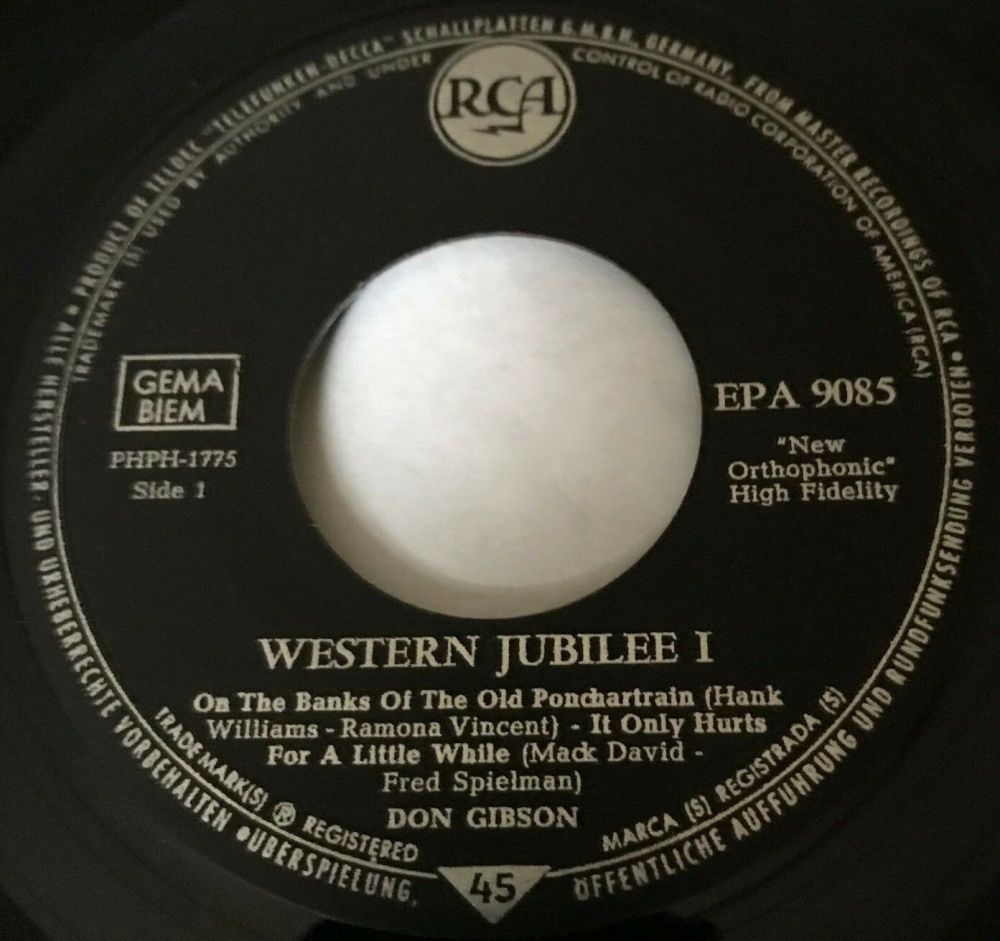 ALLE HERSTELLER- UND URHEBERRECHTE VORBEHALTEN • ÜBERSPIELUNG, ÖFFENTLICHE AUFFÜHRUNG UND RUNDFUNKSENDUNG VERBOTEN •
PRODUCT OF TELDEC "TELEFUNKEN-DECCA" SCHALLPLATTEN G.M.B.H. GERMANY, FROM MASTER RECORDINGS OF RCA •
TRADEMARK (S) USED BY AUTHORITY AND UNDER CONTROL OF RADIO CORPORATION OF AMERICA (RCA)
RCA
GEMA
BIEM
PHPH-1775
Side 1
EPA 9085
"New
Orthophonic"
High Fidelity
WESTERN JUBILEE I
On The Banks Of The Old Ponchartrain (Hank
Williams - Ramona Vincent) - It Only Hurts
For A Little While (Mack David -
Fred Spielman)
DON GIBSON
TRADE-MARK(S) ® REGISTERED
MARCA (S) REGISTRADA (S)
45